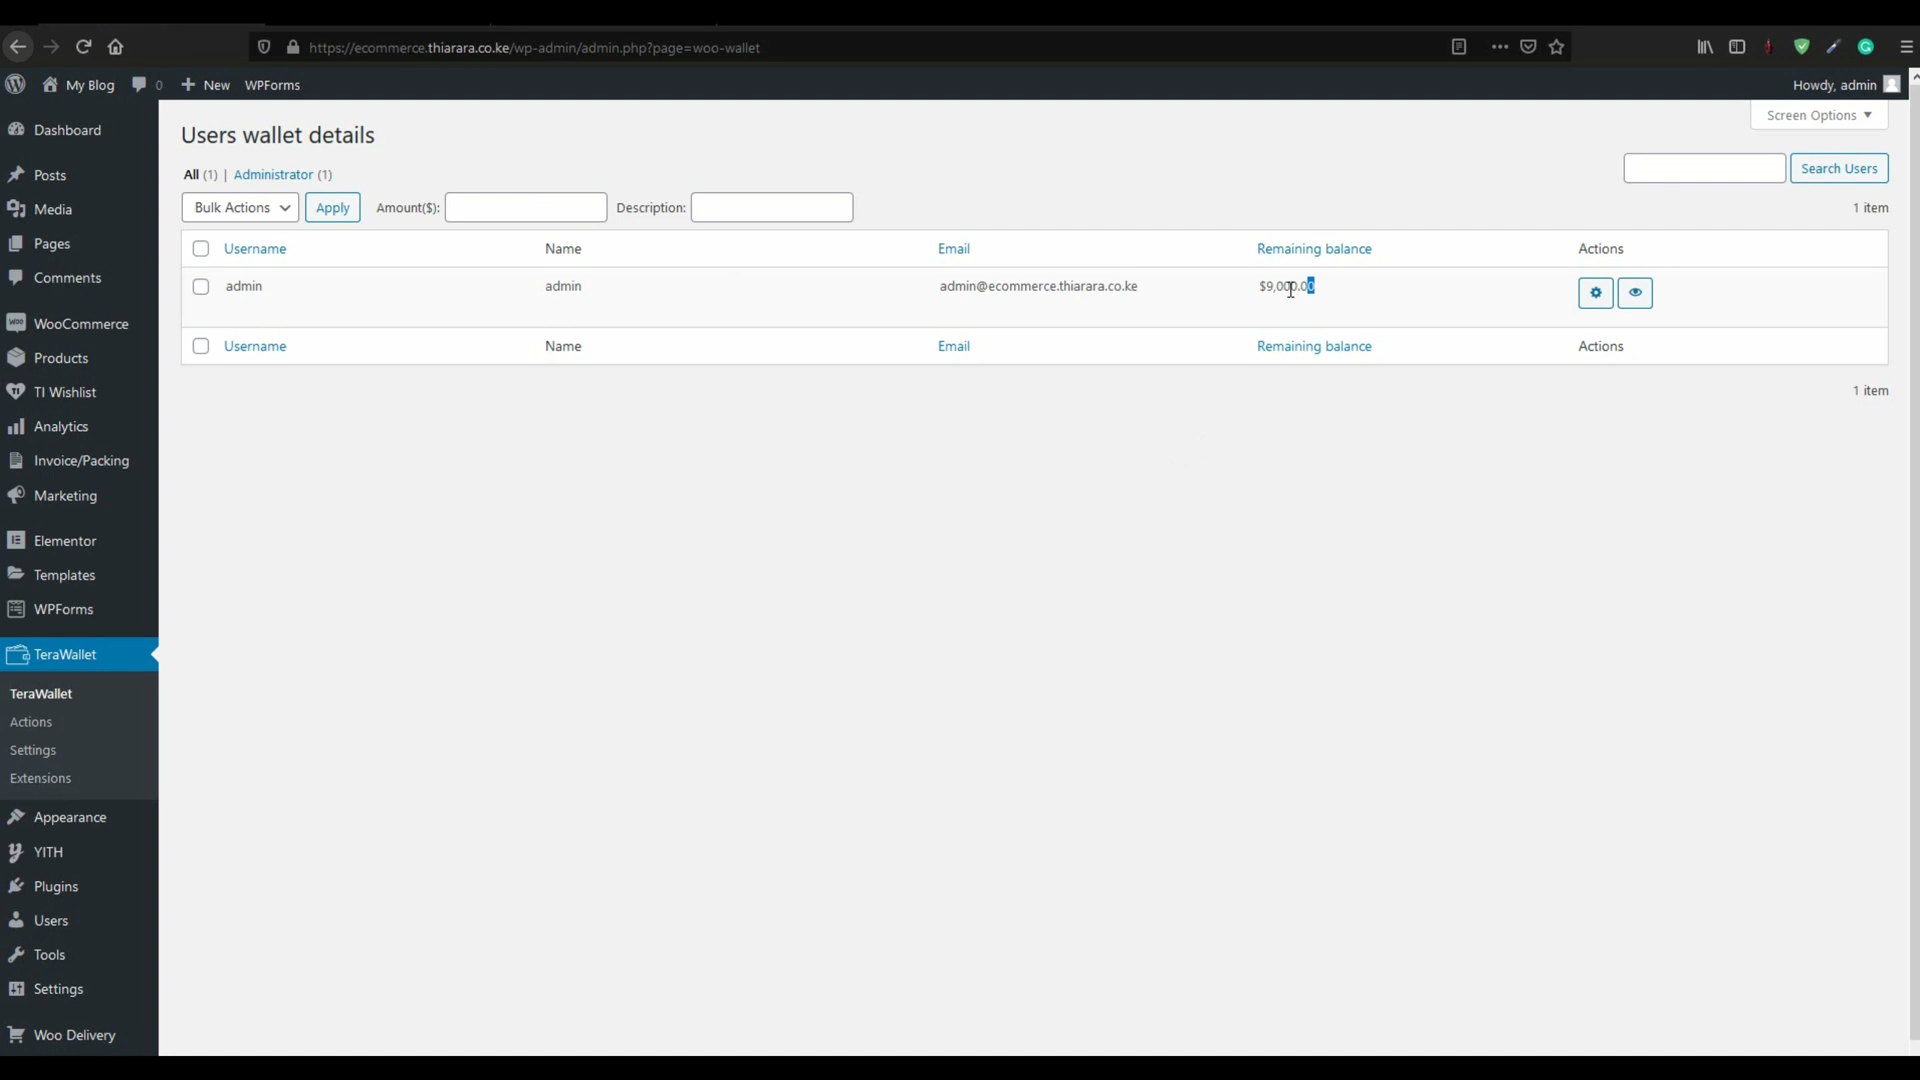 https://ecommerce.thiarara.co.ke/wp-admin/admin.php?page=woo-wallet
My Blog 0 New WPForms Howdy, admin
Screen Options
Users wallet details
All (1) | Administrator (1)
Search Users
Bulk Actions Apply Amount($): Description: 1 item
Username Name Email Remaining balance Actions
admin admin admin@ecommerce.thiarara.co.ke $9,000.00
Username Name Email Remaining balance Actions
1 item
Dashboard
Posts
Media
Pages
Comments
WooCommerce
Products
TI Wishlist
Analytics
Invoice/Packing
Marketing
Elementor
Templates
WPForms
TeraWallet
TeraWallet
Actions
Settings
Extensions
Appearance
YITH
Plugins
Users
Tools
Settings
Woo Delivery